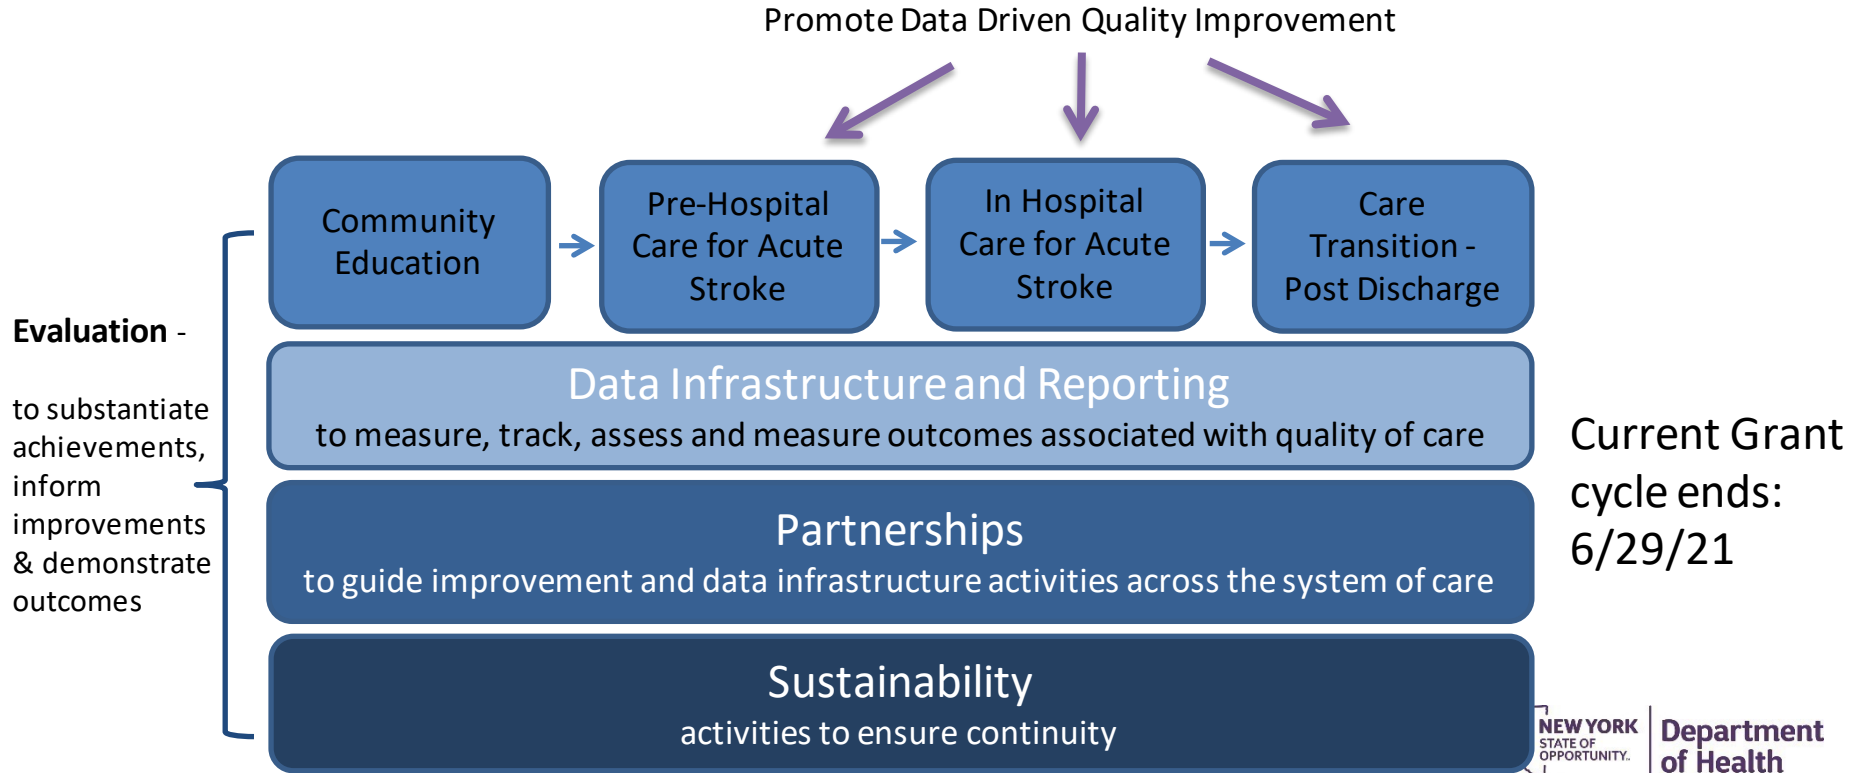 Promote Data Driven Quality Improvement
Community
Education
Pre-Hospital
Care for Acute
Stroke
In Hospital
Care for Acute
Stroke
Care
Transition -
Post Discharge
Evaluation -
to substantiate
achievements,
inform
improvements
& demonstrate
outcomes
Data Infrastructure and Reporting
to measure, track, assess and measure outcomes associated with quality of care
Partnerships
to guide improvement and data infrastructure activities across the system of care
Sustainability
activities to ensure continuity
Current Grant
cycle ends:
6/29/21
NEW YORK
STATE OF
OPPORTUNITY.
Department
of Health